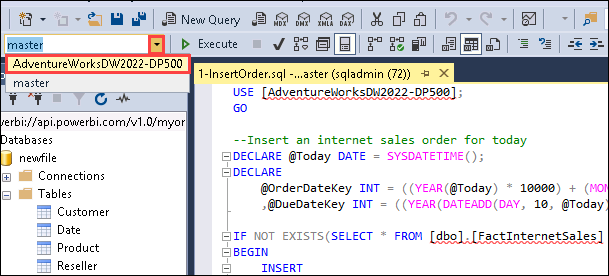 New Query
MDX
DMX
XMLA
DAX
master
Execute
AdventureWorksDW2022-DP500
master
1-InsertOrder.sql -...aster (sqladmin (72))
werbi://api.powerbi.com/v1.0/myor
Databases
newfile
Connections
Tables
Customer
Date
Product
Reseller
USE [AdventureWorksDW2022-DP500];
GO
--Insert an internet sales order for today
DECLARE @Today DATE = SYSDATETIME();
DECLARE
@OrderDateKey INT = ((YEAR(@Today) * 10000) + (MON
,@DueDateKey INT = ((YEAR(DATEADD(DAY, 10, @Today)
IF NOT EXISTS(SELECT * FROM [dbo].[FactInternetSales]
BEGIN
INSERT